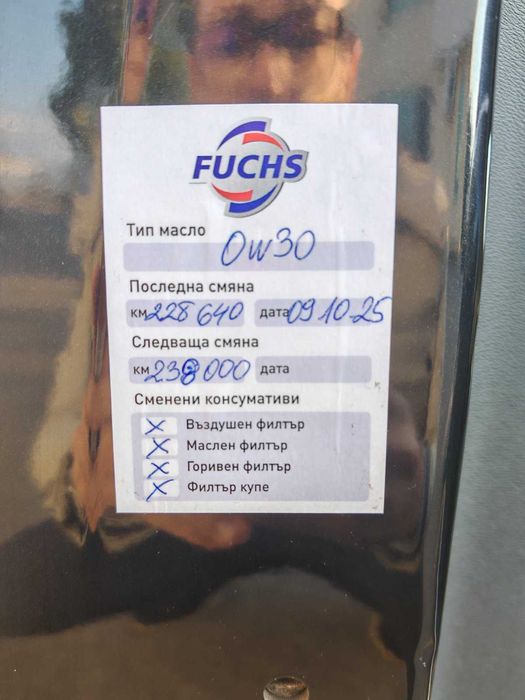 FUCHS
Тип масло
0W30
Последна смяна
км 228 640 дата 09.10.25
Следваща смяна
км 238 000 дата
Сменени консумативи
X Въздушен филтър
X Маслен филтър
X Горивен филтър
X Филтър купе